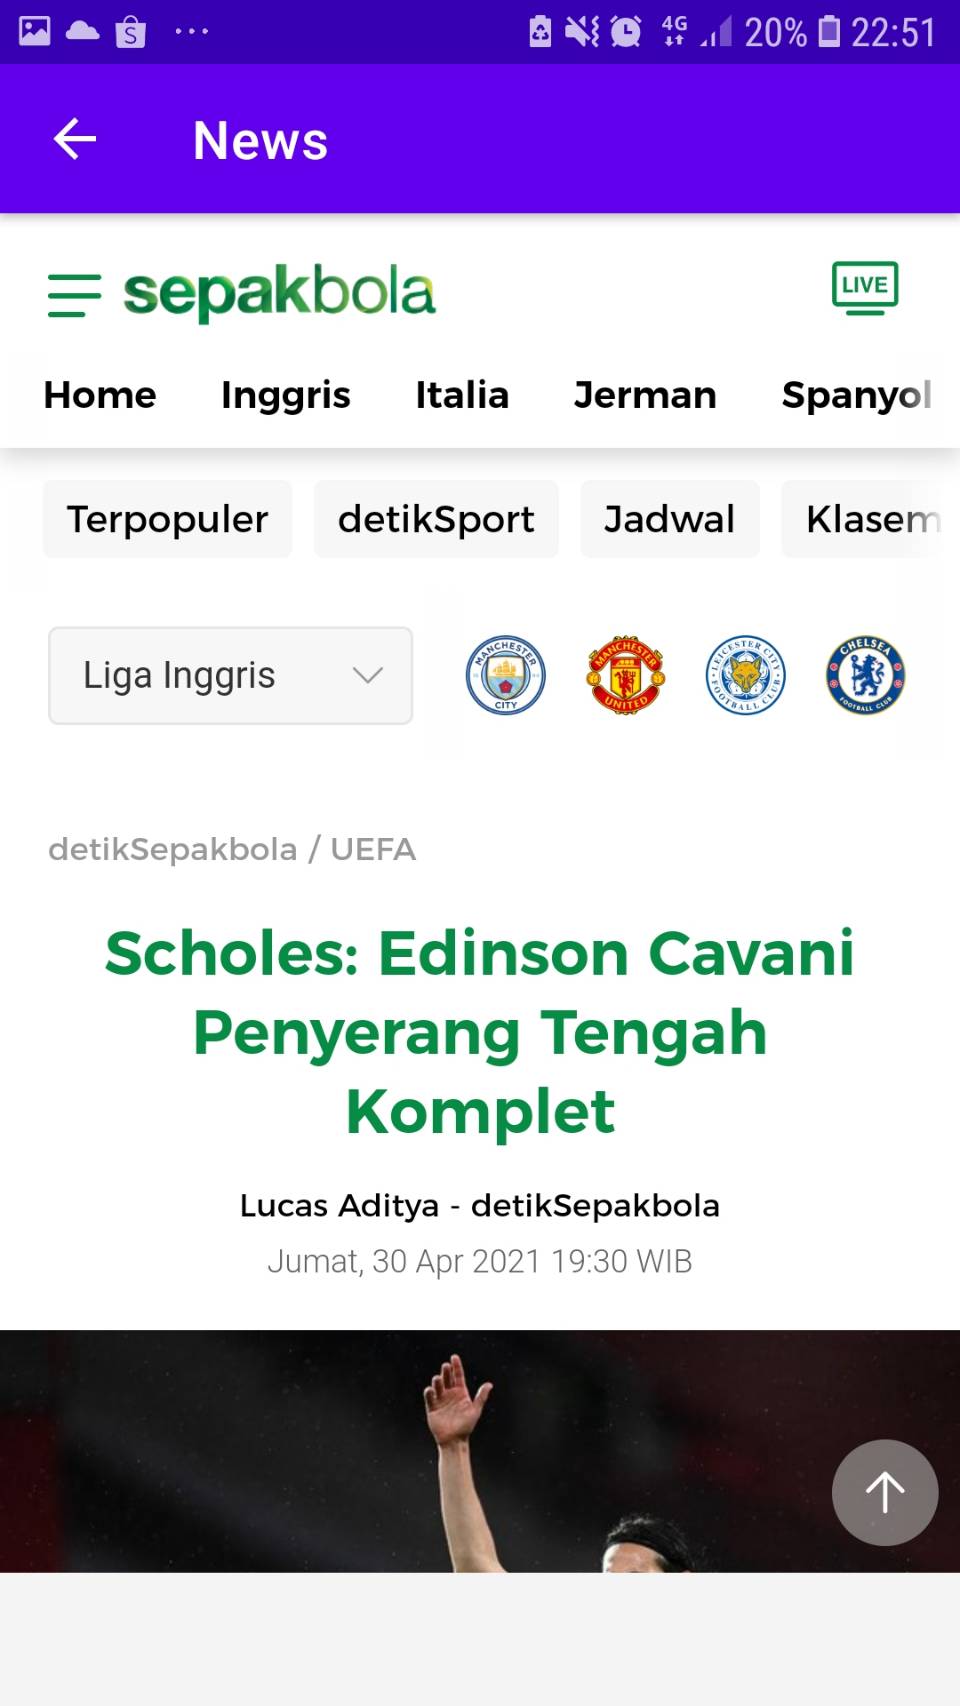 4G 20% 22:51
News
sepakbola LIVE
Home Inggris Italia Jerman Spanyol
Terpopuler detikSport Jadwal Klasem
Liga Inggris MANCHESTER CITY MANCHESTER UNITED LEICESTER CITY FOOTBALL CLUB CHELSEA FOOTBALL CLUB
detikSepakbola / UEFA
Scholes: Edinson Cavani
Penyerang Tengah
Komplet
Lucas Aditya - detikSepakbola
Jumat, 30 Apr 2021 19:30 WIB